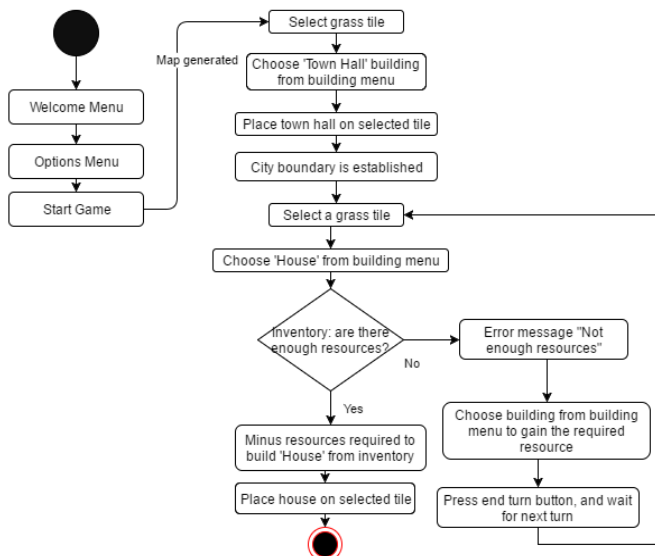 Welcome Menu
Options Menu
Start Game
Map generated
Select grass tile
Choose 'Town Hall' building
from building menu
Place town hall on selected tile
City boundary is established
Select a grass tile
Choose 'House' from building menu
Inventory: are there
enough resources?
No
Yes
Error message "Not
enough resources"
Choose building from building
menu to gain the required
resource
Press end turn button, and wait
for next turn
Minus resources required to
build 'House' from inventory
Place house on selected tile